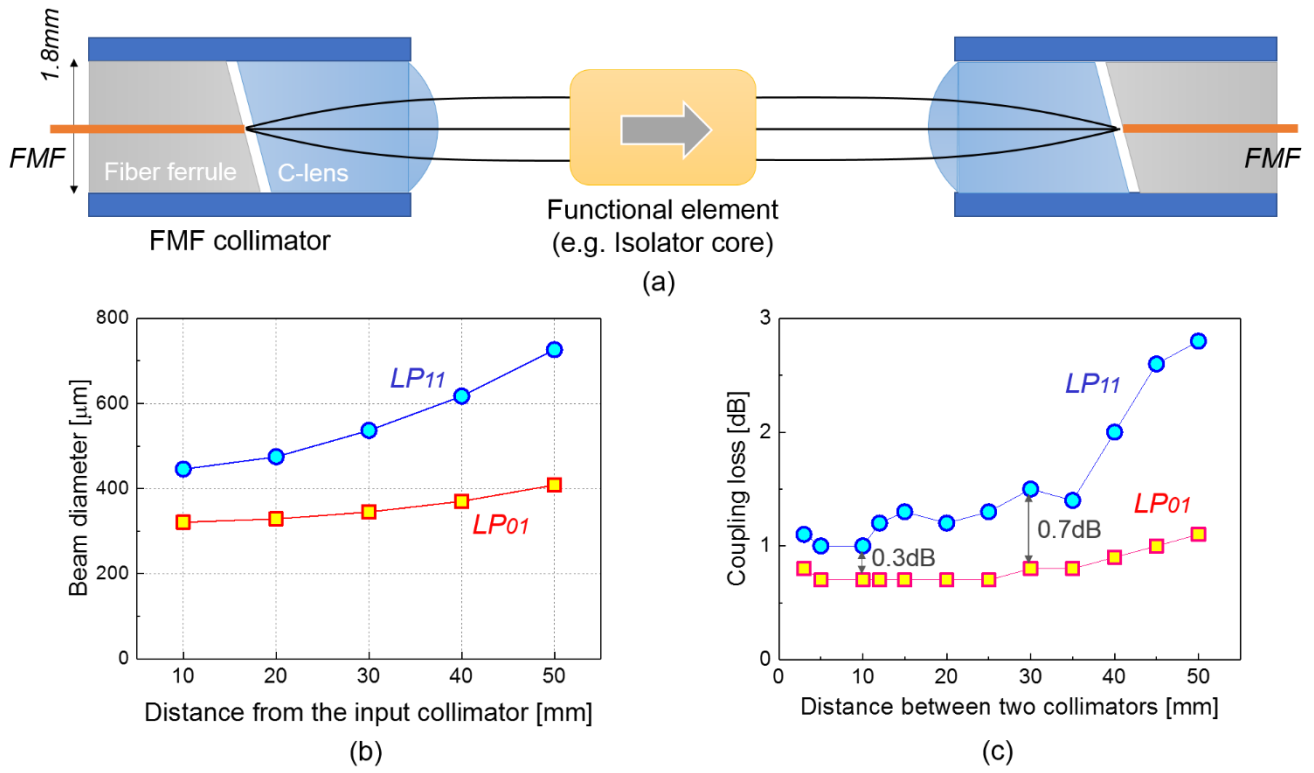 1.8mm
FMF
Fiber ferrule
C-lens
FMF
FMF collimator
Functional element
(e.g. Isolator core)
(a)
800
600
400
200
0
Beam diameter [μm]
LP11
LP01
10 20 30 40 50
Distance from the input collimator [mm]
(b)
3
2
1
0
Coupling loss [dB]
LP11
LP01
0.3dB
0.7dB
0 10 20 30 40 50
Distance between two collimators [mm]
(c)